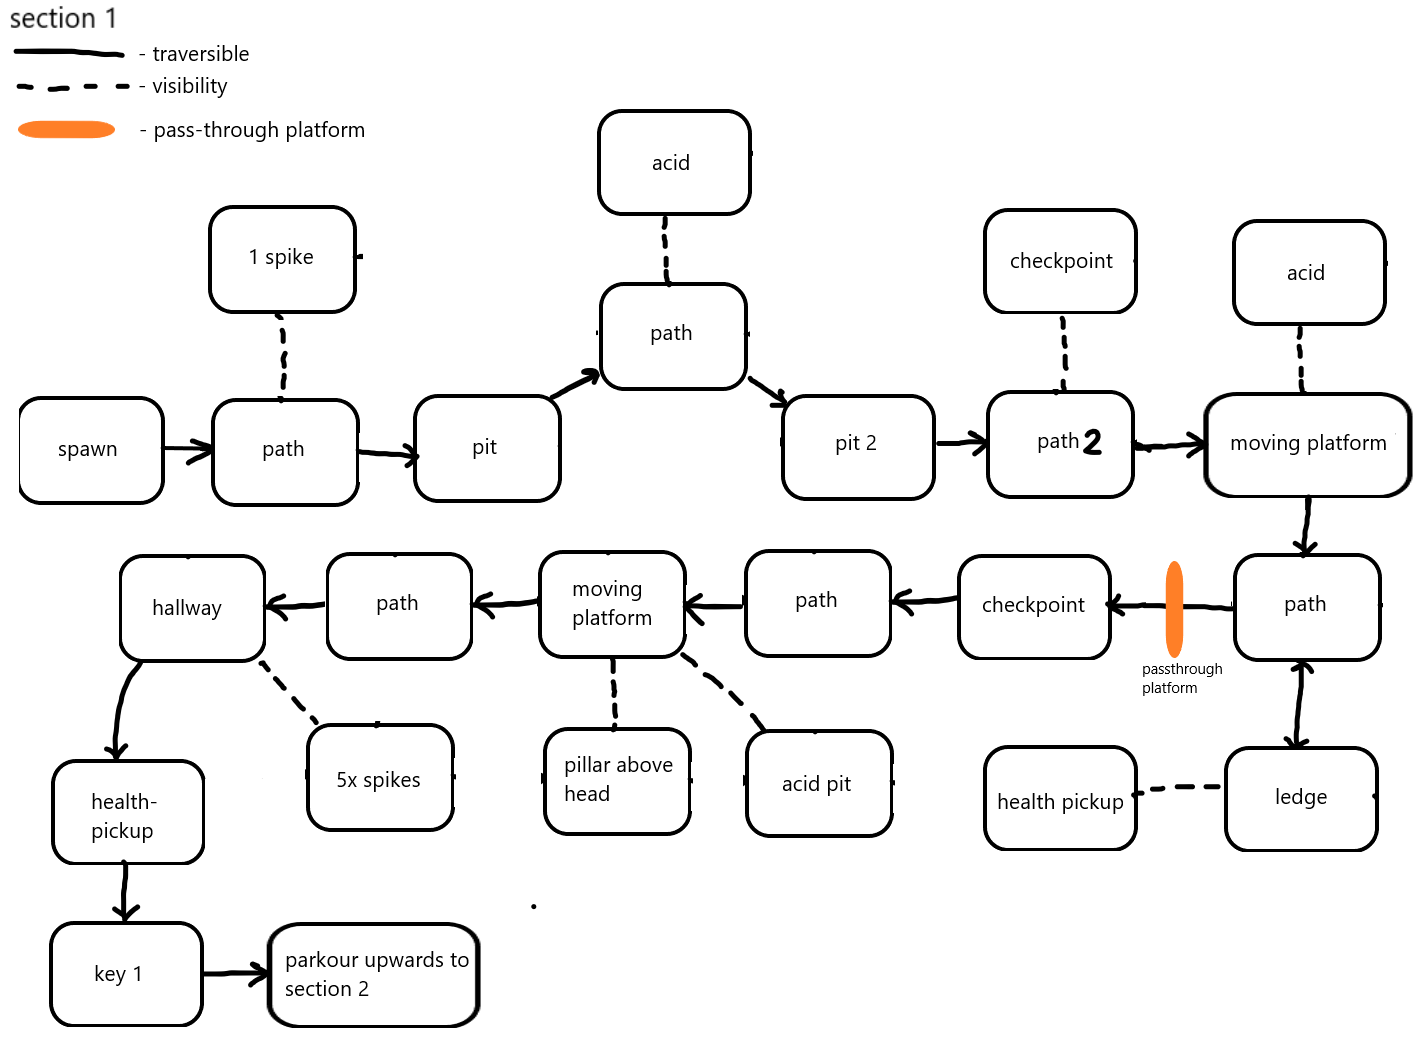 section 1
- traversible
- visibility
- pass-through platform
acid
1 spike
checkpoint
acid
path
spawn
path
pit
pit 2
path 2
moving platform
hallway
path
moving
platform
path
checkpoint
passthrough
platform
path
health-
pickup
5x spikes
pillar above
head
acid pit
health pickup
ledge
key 1
parkour upwards to
section 2